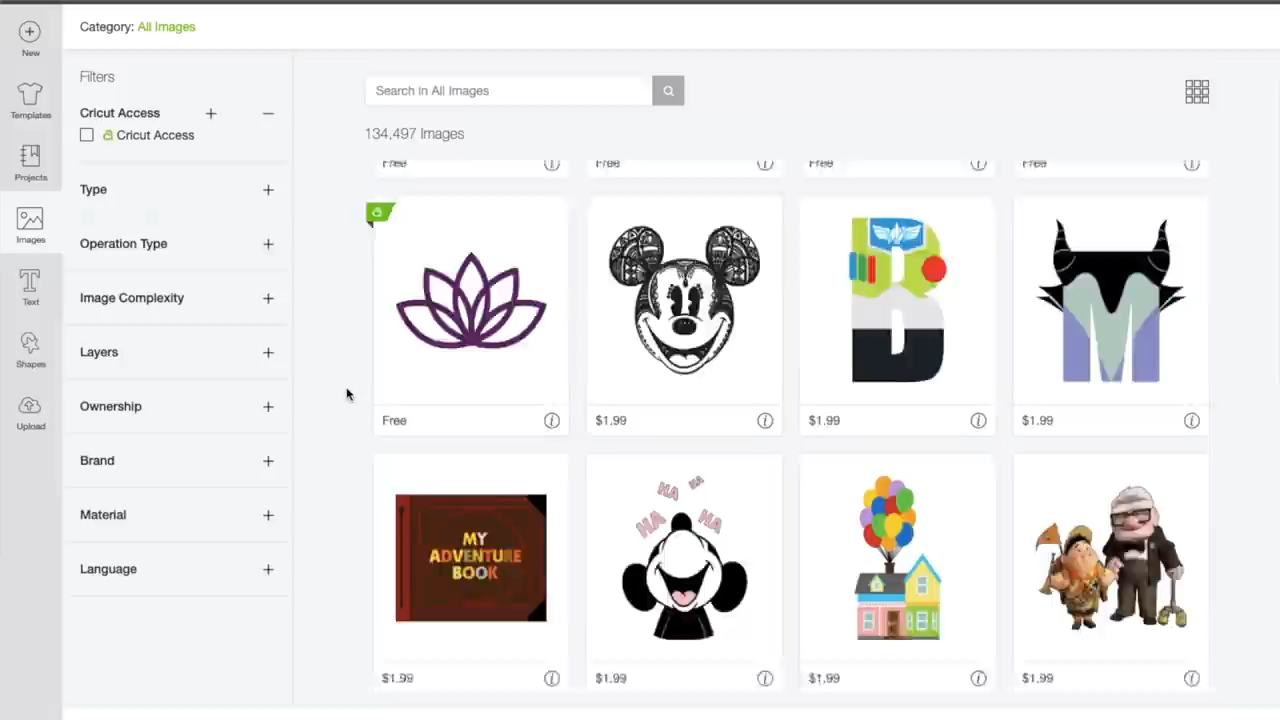 Category: All Images
New
Templates
Projects
Images
Text
Shapes
Upload
Filters
Cricut Access
Cricut Access
Type
Operation Type
Image Complexity
Layers
Ownership
Brand
Material
Language
Search in All Images
134,497 Images
Free Free Free Free
Free $1.99 $1.99 $1.99
MY
ADVENTURE
BOOK
HA HA
HA HA
$1.99 $1.99 $1.99 $1.99